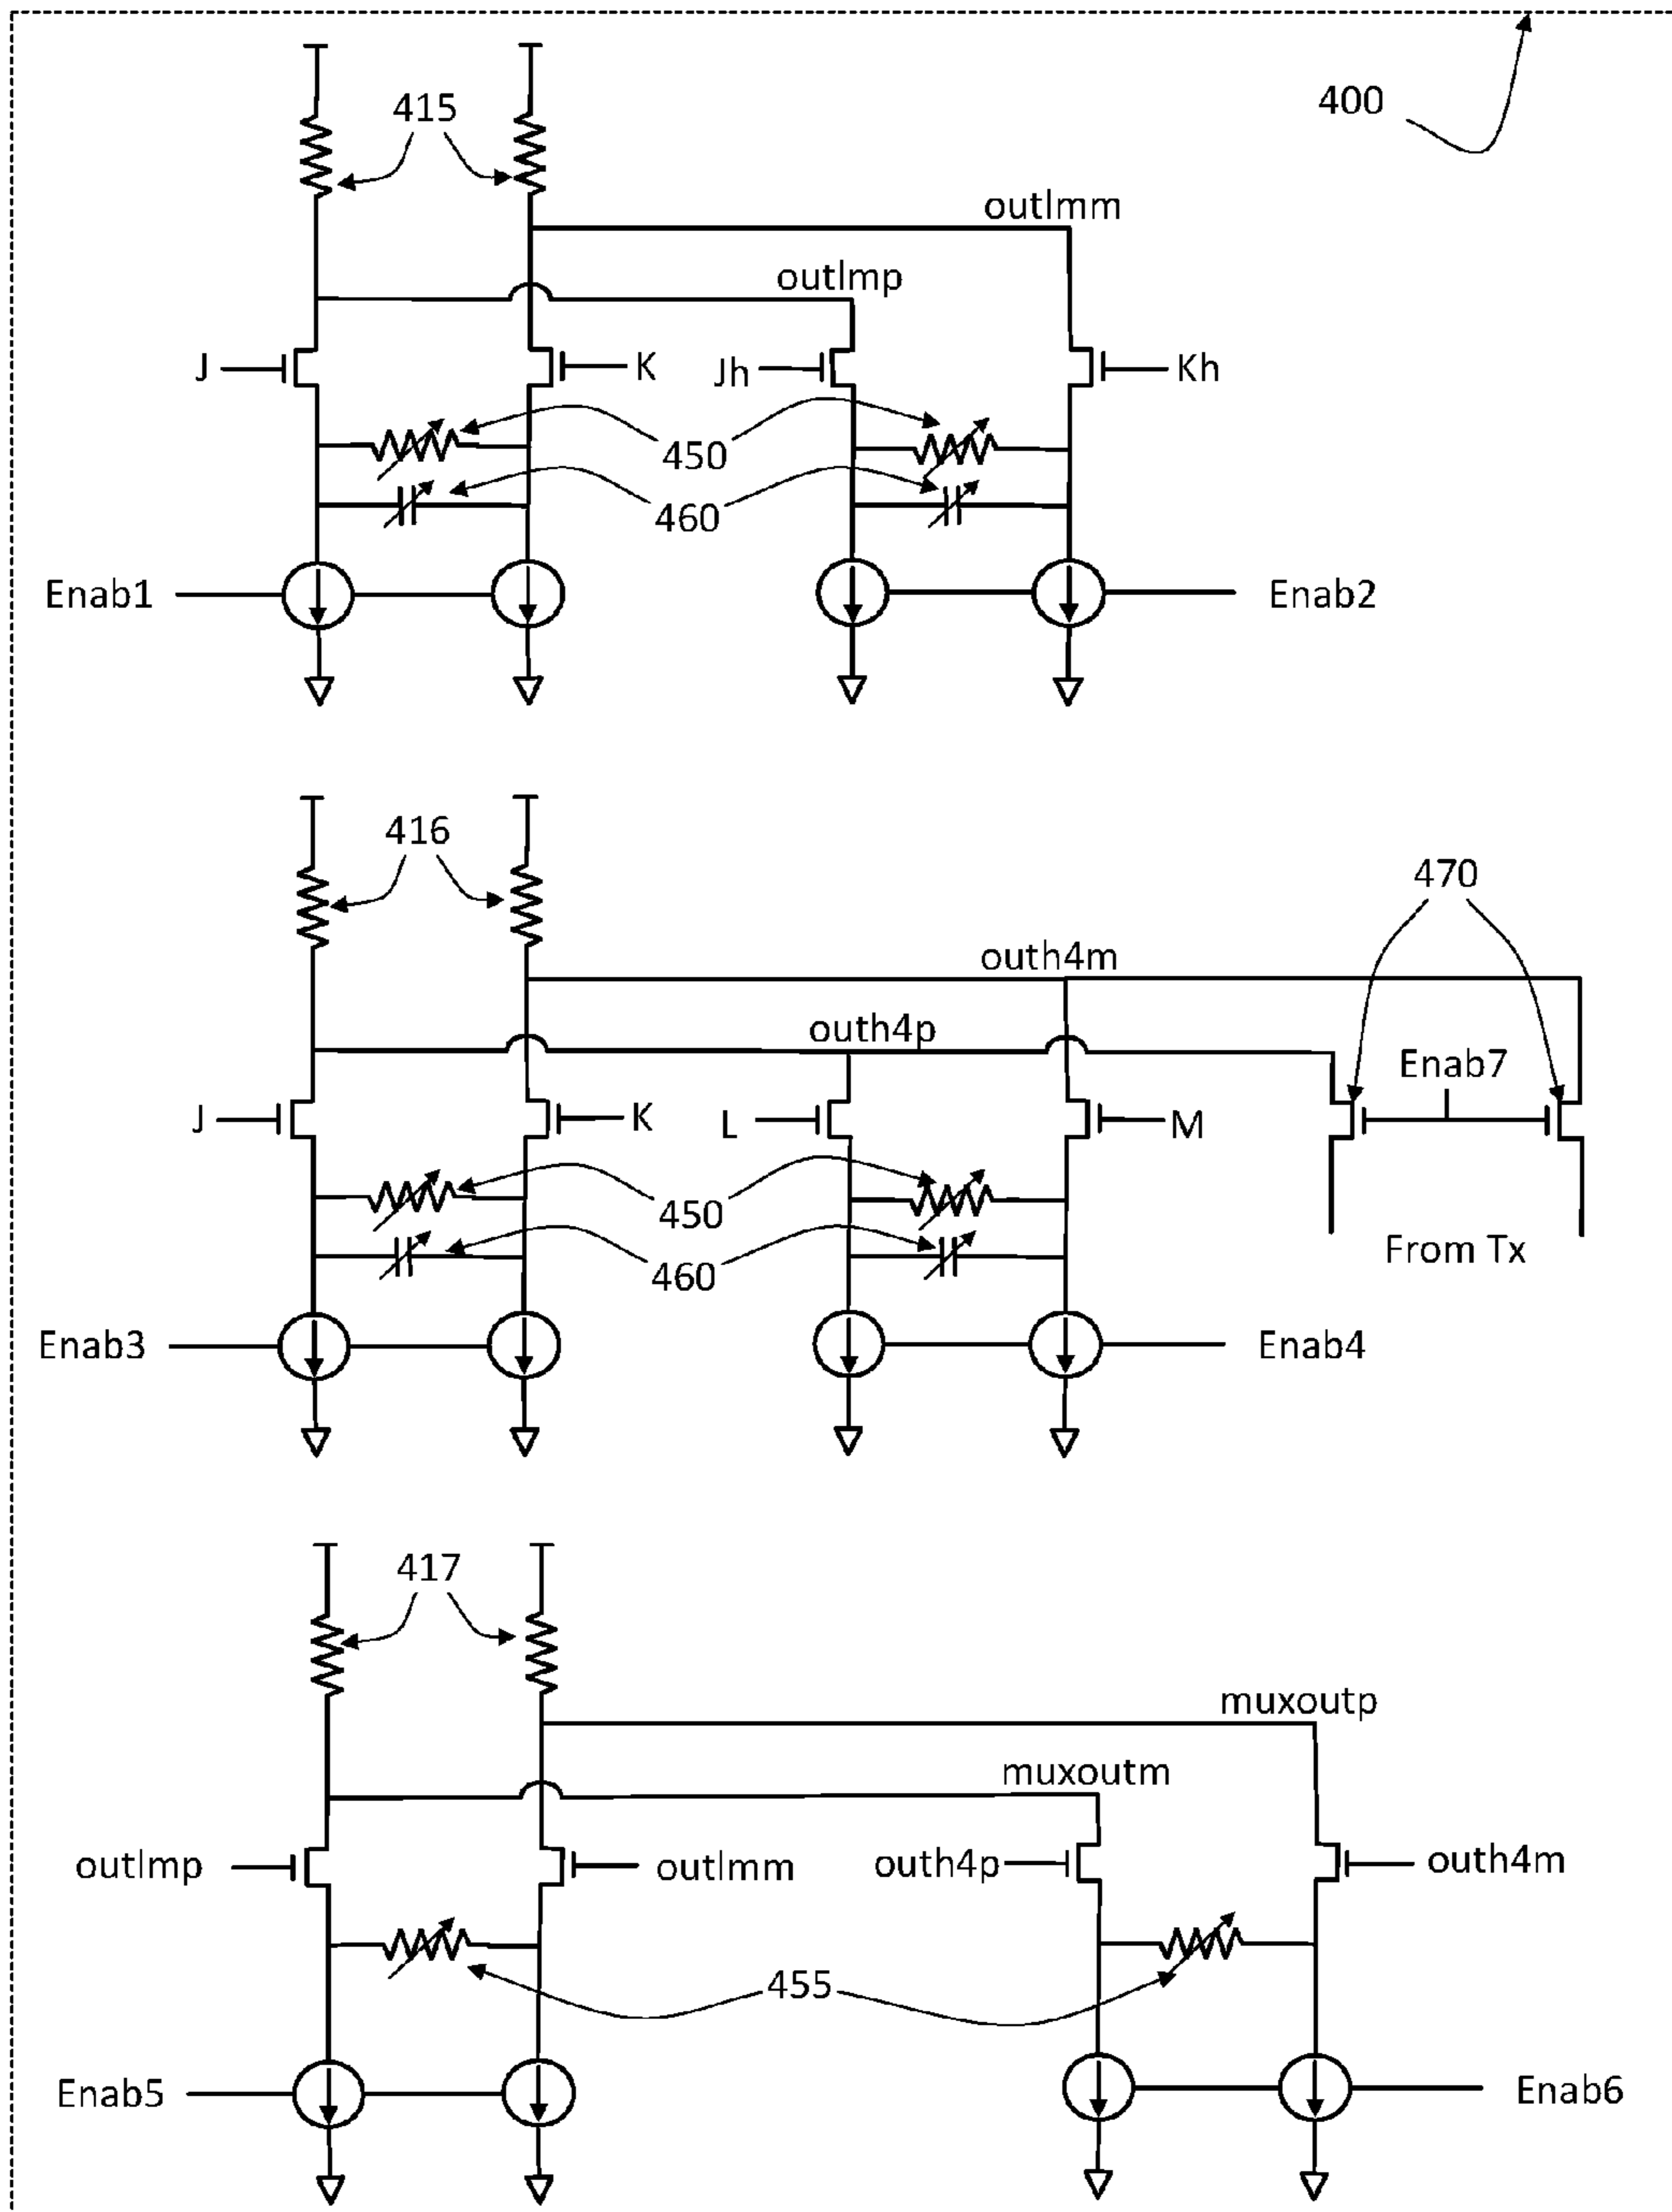 400
415
outlmm
outlmp
J
K
Jh
Kh
450
460
Enab1
Enab2
416
470
outh4m
outh4p
Enab7
J
K
L
M
450
460
From Tx
Enab3
Enab4
417
muxoutp
muxoutm
outlmp
outlmm
outh4p
outh4m
455
Enab5
Enab6